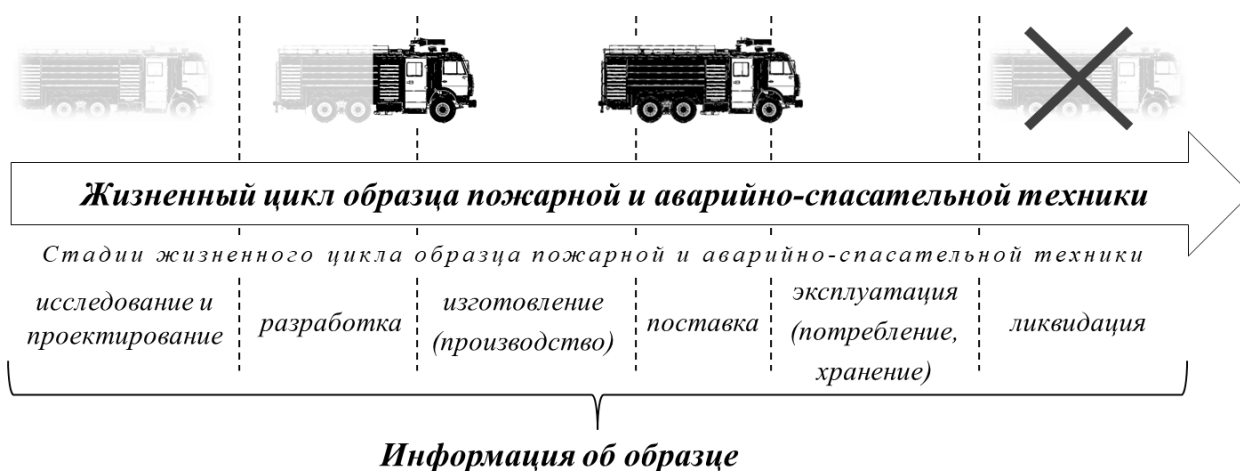 Жизненный цикл образца пожарной и аварийно-спасательной техники
Стадии жизненного цикла образца пожарной и аварийно-спасательной техники
исследование и
проектирование
разработка
изготовление
(производство)
поставка
эксплуатация
(потребление,
хранение)
ликвидация
Информация об образце